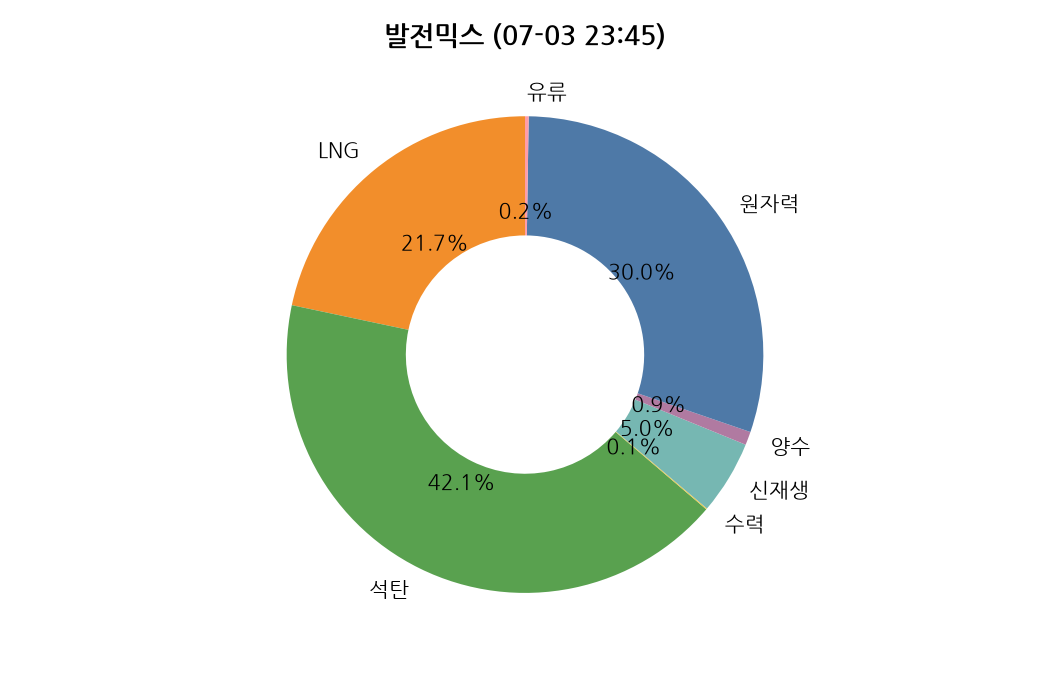 발전믹스 (07-03 23:45)
유류
LNG
원자력
0.2%
21.7%
30.0%
0.9%
5.0%
0.1%
양수
신재생
수력
42.1%
석탄